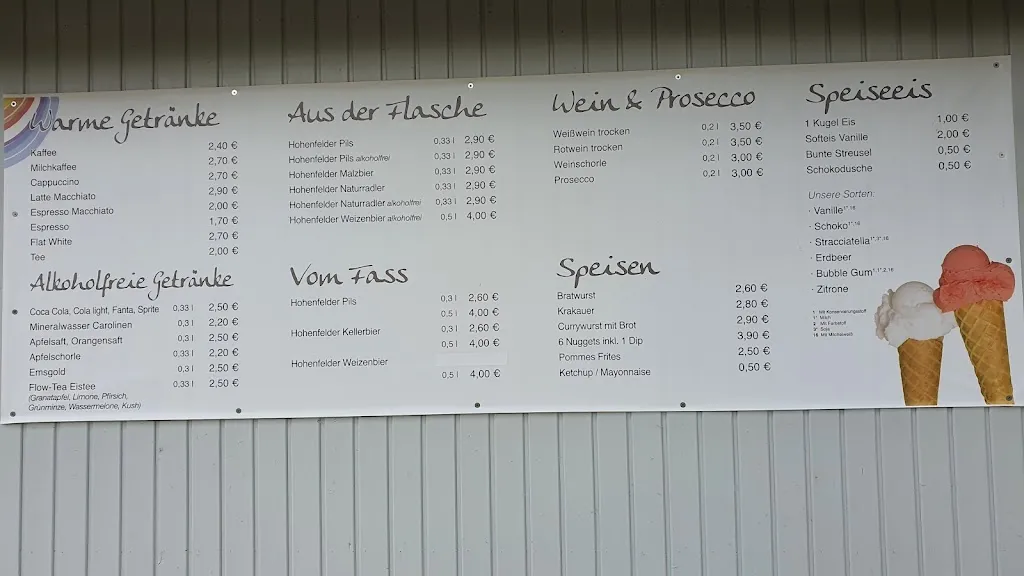 Warme Getränke
Kaffee 2,40 €
Milchkaffee 2,70 €
Cappuccino 2,70 €
Latte Macchiato 2,90 €
Espresso Macchiato 2,00 €
Espresso 1,70 €
Flat White 2,70 €
Tee 2,00 €
Alkoholfreie Getränke
Coca Cola, Cola light, Fanta, Sprite 0,33 l 2,50 €
Mineralwasser Carolinen 0,3 l 2,20 €
Apfelsaft, Orangensaft 0,3 l 2,50 €
Apfelschorle 0,33 l 2,20 €
Emsgold 0,3 l 2,50 €
Flow-Tea Eistee 0,33 l 2,50 €
(Granatapfel, Limone, Pfirsich,
Grünminze, Wassermelone, Kush)
Aus der Flasche
Hohenfelder Pils 0,33 l 2,90 €
Hohenfelder Pils alkoholfrei 0,33 l 2,90 €
Hohenfelder Malzbier 0,33 l 2,90 €
Hohenfelder Naturradler 0,33 l 2,90 €
Hohenfelder Naturradler alkoholfrei 0,33 l 2,90 €
Hohenfelder Weizenbier alkoholfrei 0,5 l 4,00 €
Vom Fass
Hohenfelder Pils 0,3 l 2,60 €
0,5 l 4,00 €
Hohenfelder Kellerbier 0,3 l 2,60 €
0,5 l 4,00 €
Hohenfelder Weizenbier
0,5 l 4,00 €
Wein & Prosecco
Weißwein trocken 0,2 l 3,50 €
Rotwein trocken 0,2 l 3,50 €
Weinschorle 0,2 l 3,00 €
Prosecco 0,2 l 3,00 €
Speisen
Bratwurst 2,60 €
Krakauer 2,80 €
Currywurst mit Brot 2,90 €
6 Nuggets inkl. 1 Dip 3,90 €
Pommes Frites 2,50 €
Ketchup / Mayonnaise 0,50 €
Speiseeis
1 Kugel Eis 1,00 €
Softeis Vanille 2,00 €
Bunte Streusel 0,50 €
Schokodusche 0,50 €
Unsere Sorten:
· Vanille
· Schoko
· Stracciatella
· Erdbeer
· Bubble Gum
· Zitrone